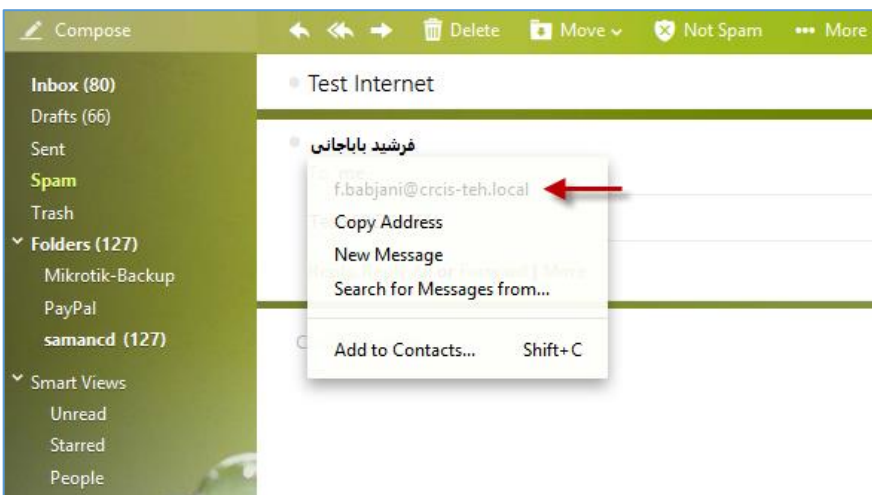 Compose
Delete
Move
Not Spam
••• More
Inbox (80)
Drafts (66)
Sent
Spam
Trash
Folders (127)
Mikrotik-Backup
PayPal
samancd (127)
Smart Views
Unread
Starred
People
Test Internet
فرشید باباجانی
f.babjani@crcis-teh.local
Copy Address
New Message
Search for Messages from...
Add to Contacts... Shift+C